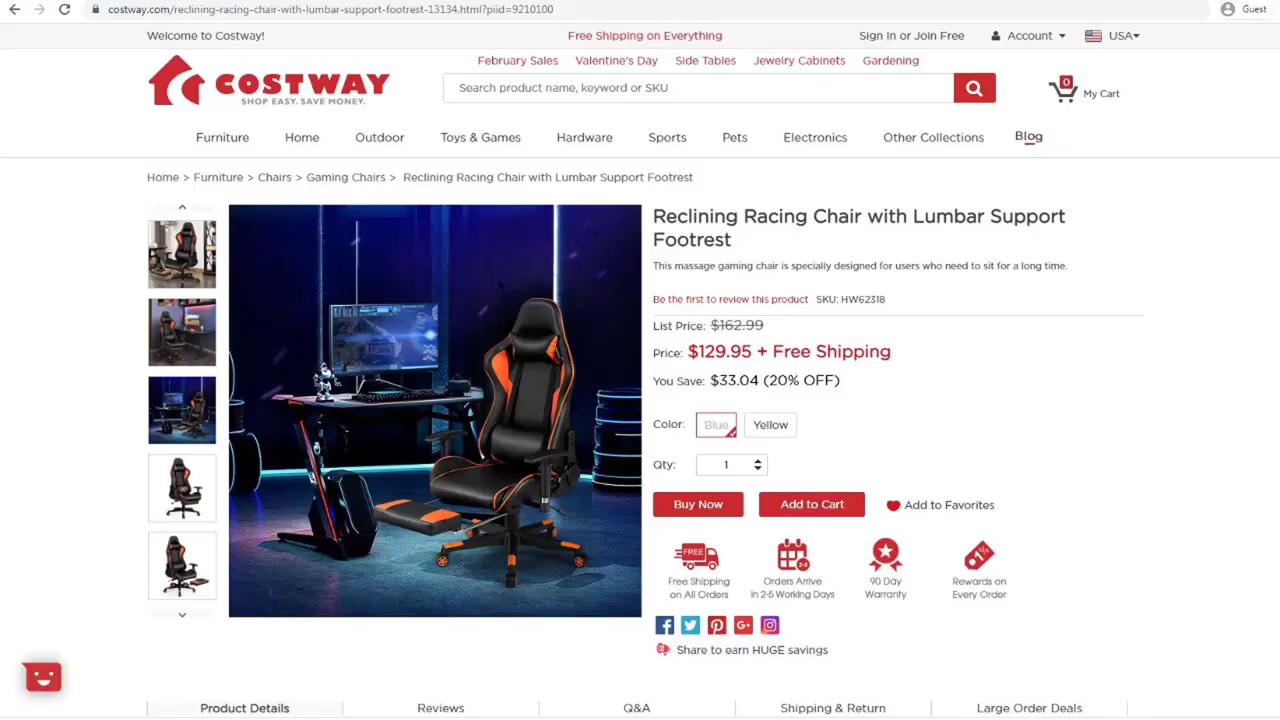 costway.com/reclining-racing-chair-with-lumbar-support-footrest-13134.html?piid=9210100
Guest
Welcome to Costway!
Free Shipping on Everything
Sign In or Join Free
Account
USA
February Sales
Valentine's Day
Side Tables
Jewelry Cabinets
Gardening
COSTWAY
SHOP EASY. SAVE MONEY.
Search product name, keyword or SKU
0
My Cart
Furniture
Home
Outdoor
Toys & Games
Hardware
Sports
Pets
Electronics
Other Collections
Blog
Home > Furniture > Chairs > Gaming Chairs > Reclining Racing Chair with Lumbar Support Footrest
Reclining Racing Chair with Lumbar Support
Footrest
This massage gaming chair is specially designed for users who need to sit for a long time.
Be the first to review this product SKU: HW62318
List Price: $162.99
Price: $129.95 + Free Shipping
You Save: $33.04 (20% OFF)
Color: Blue Yellow
Qty: 1
Buy Now
Add to Cart
Add to Favorites
FREE
2-5
1%
Free Shipping
on All Orders
Orders Arrive
in 2-5 Working Days
90 Day
Warranty
Rewards on
Every Order
Share to earn HUGE savings
Product Details
Reviews
Q&A
Shipping & Return
Large Order Deals